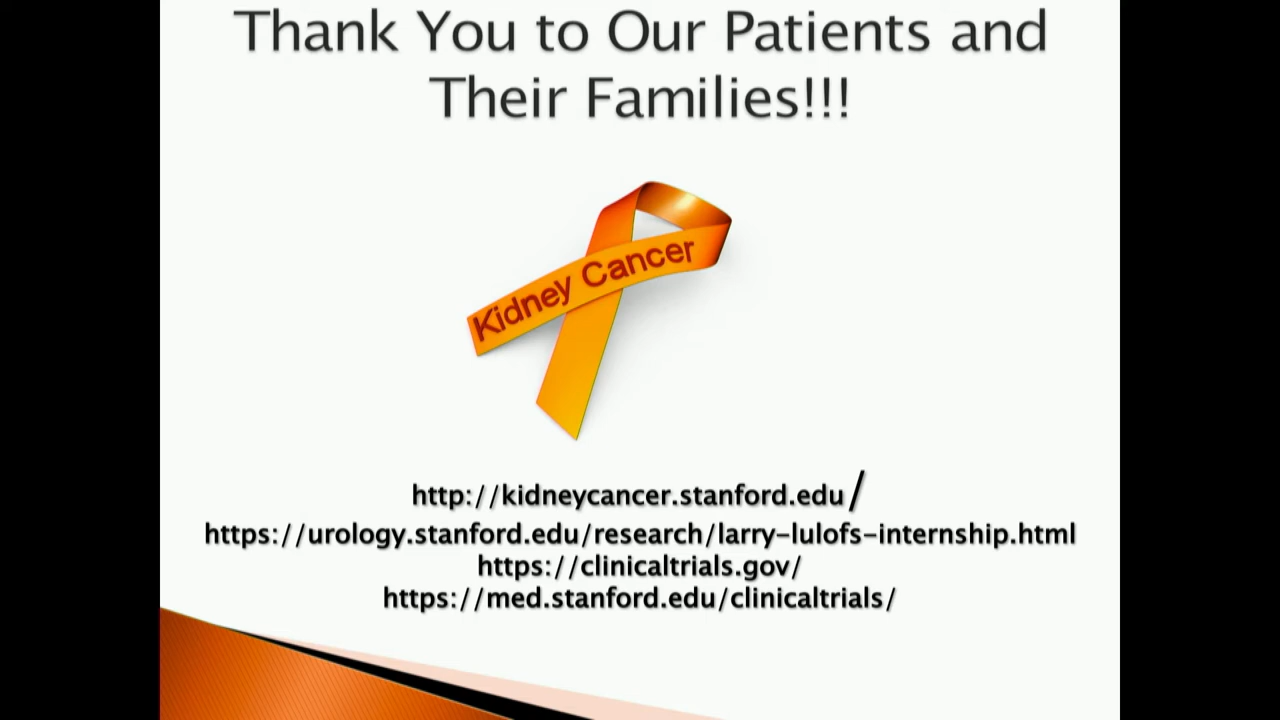 Thank You to Our Patients and
Their Families!!!
Kidney Cancer
http://kidneycancer.stanford.edu/
https://urology.stanford.edu/research/larry-lulofs-internship.html
https://clinicaltrials.gov/
https://med.stanford.edu/clinicaltrials/